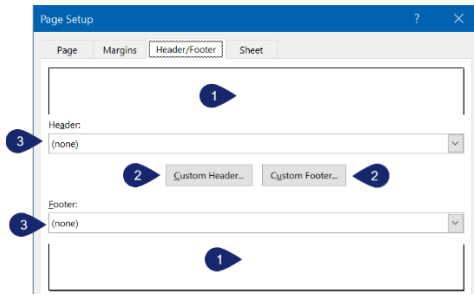 Page Setup ? ×
Page Margins Header/Footer Sheet
1
Header:
3 (none)
2 Custom Header... Custom Footer... 2
Footer:
3 (none)
1